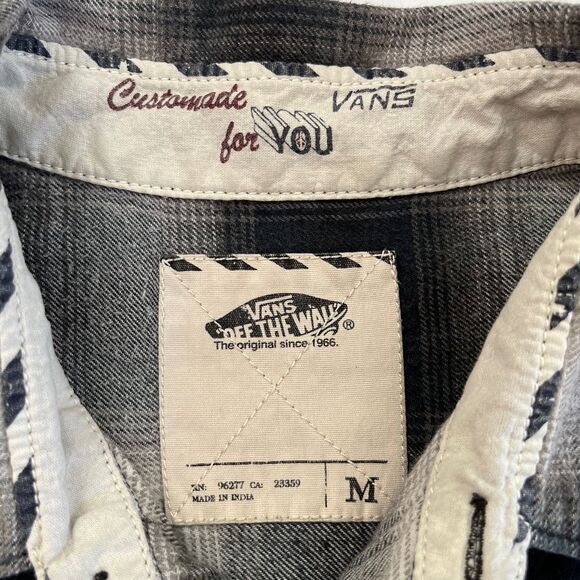 Customade VANS
for YOU
VANS
"OFF THE WALL"
®
The original since 1966.
RN: 96277 CA: 23359
MADE IN INDIA
M